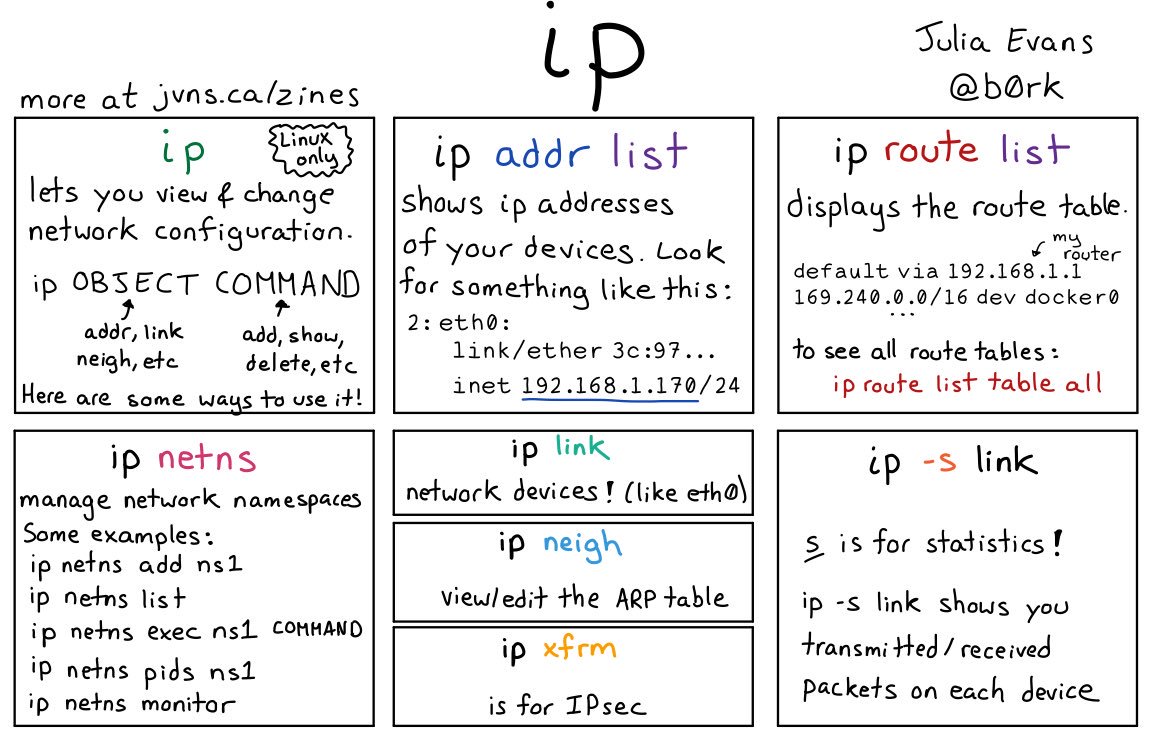 ip
Julia Evans
@b0rk
more at jvns.ca/zines
ip
Linux
only
lets you view & change
network configuration.
ip OBJECT COMMAND
addr, link
neigh, etc
add, show,
delete, etc
Here are some ways to use it!
ip addr list
shows ip addresses
of your devices. Look
for something like this:
2: eth0:
link/ether 3c:97...
inet 192.168.1.170/24
ip route list
displays the route table.
my
router
default via 192.168.1.1
169.240.0.0/16 dev docker0
...
to see all route tables:
ip route list table all
ip netns
manage network namespaces
Some examples:
ip netns add ns1
ip netns list
ip netns exec ns1 COMMAND
ip netns pids ns1
ip netns monitor
ip link
network devices! (like eth0)
ip neigh
view/edit the ARP table
ip xfrm
is for IPsec
ip -s link
s is for statistics!
ip -s link shows you
transmitted/received
packets on each device